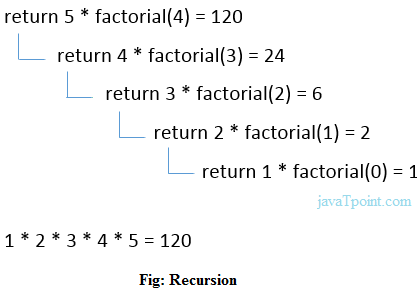 return 5 * factorial(4) = 120
return 4 * factorial(3) = 24
return 3 * factorial(2) = 6
return 2 * factorial(1) = 2
return 1 * factorial(0) = 1
javaTpoint.com
1 * 2 * 3 * 4 * 5 = 120
Fig: Recursion